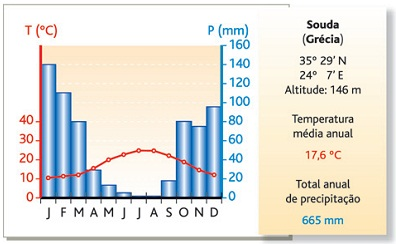 T (ºC)
P (mm)
160
140
120
100
80
60
40
20
0
40
30
20
10
0
J F M A M J J A S O N D
Souda
(Grécia)
35º 29’ N
24º 7’ E
Altitude: 146 m
Temperatura
média anual
17,6 ºC
Total anual
de precipitação
665 mm